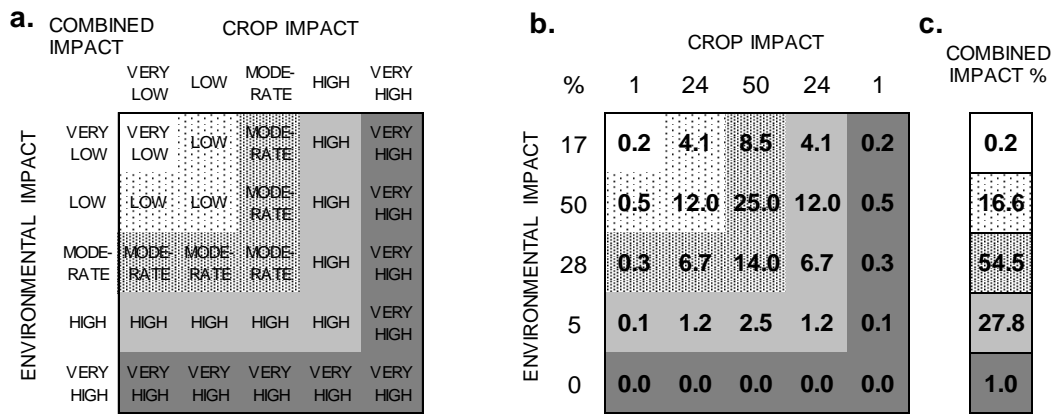 a.
COMBINED
IMPACT
CROP IMPACT
VERY
LOW
LOW
MODE-
RATE
HIGH
VERY
HIGH
ENVIRONMENTAL IMPACT
VERY
LOW
VERY
LOW
LOW
MODE-
RATE
HIGH
VERY
HIGH
LOW
LOW
LOW
MODE-
RATE
HIGH
VERY
HIGH
MODE-
RATE
MODE-
RATE
MODE-
RATE
MODE-
RATE
HIGH
VERY
HIGH
HIGH
HIGH
HIGH
HIGH
HIGH
VERY
HIGH
VERY
HIGH
VERY
HIGH
VERY
HIGH
VERY
HIGH
VERY
HIGH
VERY
HIGH
b.
CROP IMPACT
% 1 24 50 24 1
ENVIRONMENTAL IMPACT
17 0.2 4.1 8.5 4.1 0.2
50 0.5 12.0 25.0 12.0 0.5
28 0.3 6.7 14.0 6.7 0.3
5 0.1 1.2 2.5 1.2 0.1
0 0.0 0.0 0.0 0.0 0.0
c.
COMBINED
IMPACT %
0.2
16.6
54.5
27.8
1.0